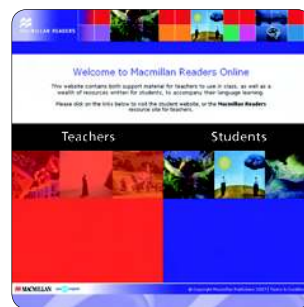 MACMILLAN READERS
Welcome to Macmillan Readers Online
This website contains both support material for teachers to use in class, as well as a
wealth of resources written for students, to accompany their language learning.
Please click on the links below to visit the student website, or the Macmillan Readers
resource site for teachers.
Teachers
Students
MACMILLAN